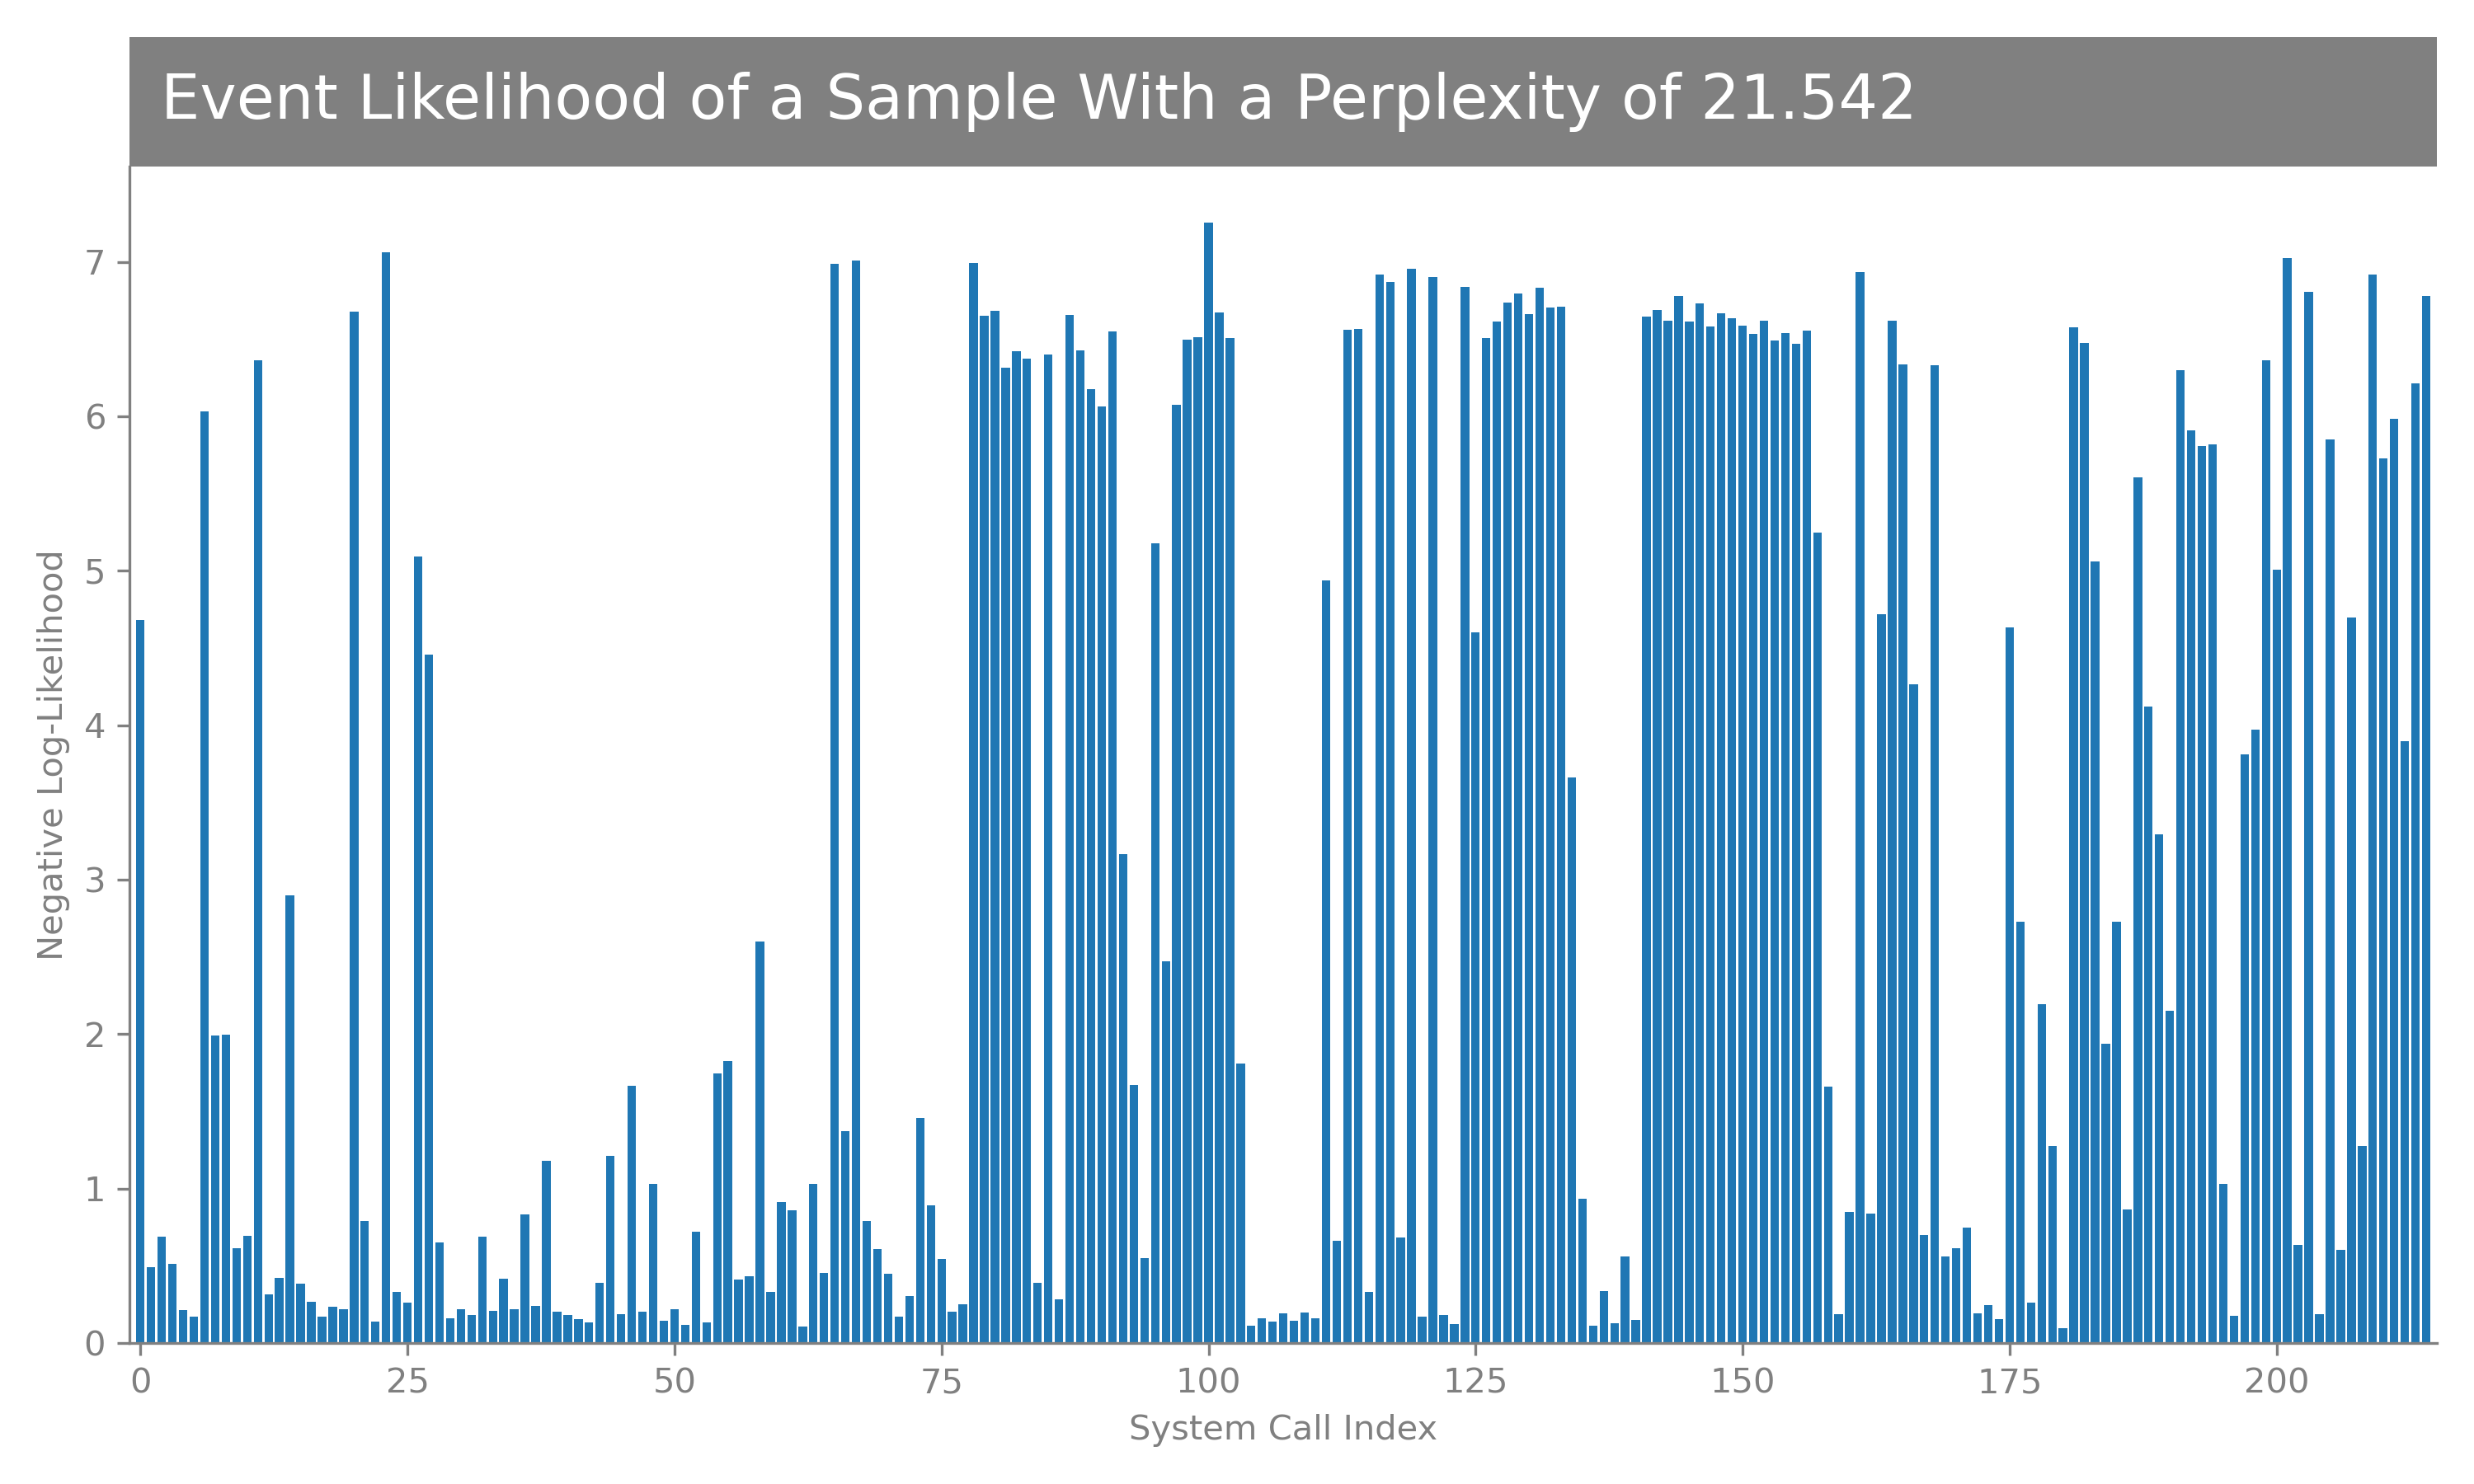 Event Likelihood of a Sample With a Perplexity of 21.542
7
6
5
4
3
2
1
0
Negative Log-Likelihood
0 25 50 75 100 125 150 175 200
System Call Index